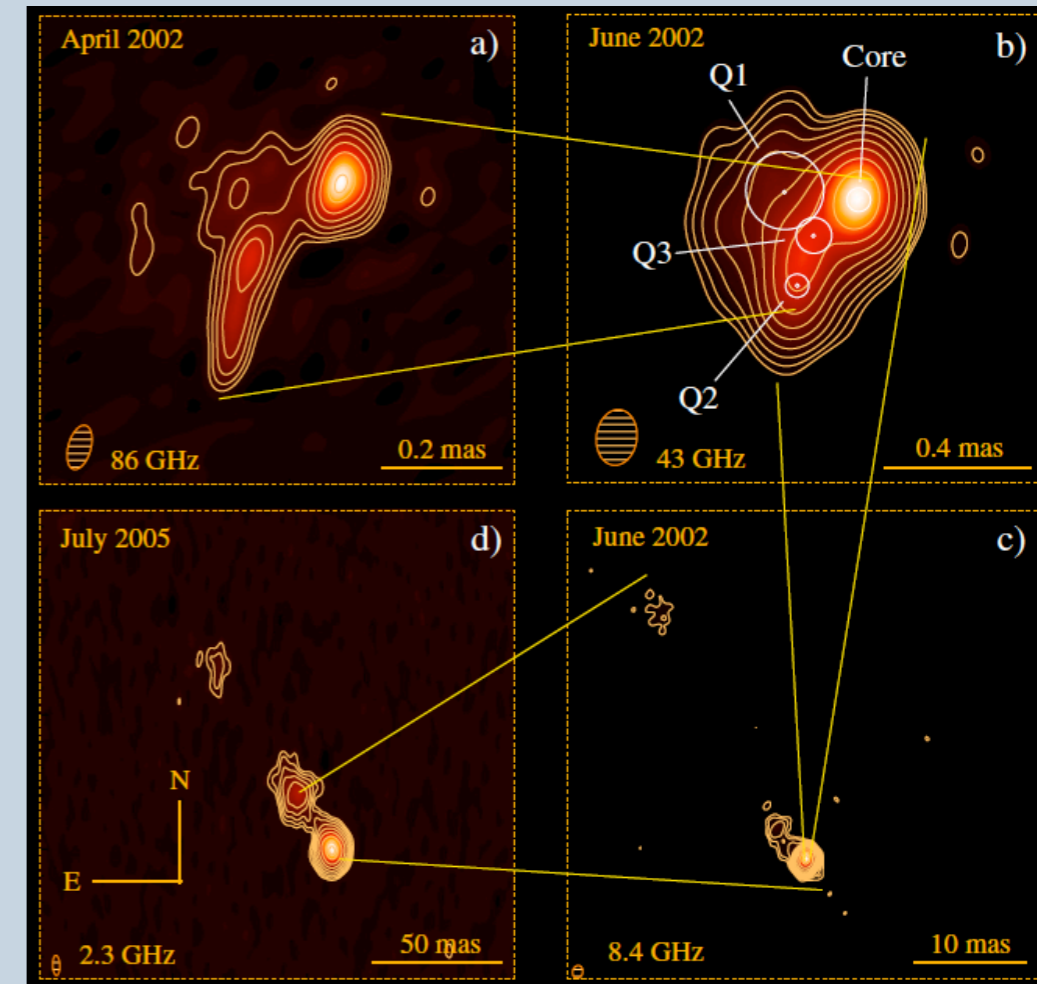 April 2002
a)
86 GHz
0.2 mas
June 2002
b)
Core
Q1
Q3
Q2
43 GHz
0.4 mas
July 2005
d)
N
E
2.3 GHz
50 mas
June 2002
c)
8.4 GHz
10 mas